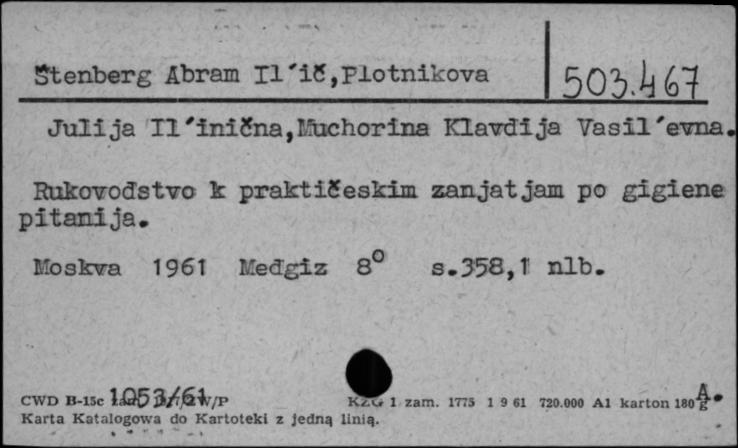 Štenberg Abram Il´ič,Plotnikova
503.467
Julija Il´inična,Muchorina Klavdija Vasil´evna.
Rukovodstvo k praktičeskim zanjatjam po gigiene
pitanija.
Moskva 1961 Medgiz 8° s.358,1 nlb.
1053/61 A.
CWD B-15c W/P KZG 1 zam. 1775 1 9 61 720.000 A1 karton 180 g
Karta Katalogowa do Kartoteki z jedną linią.